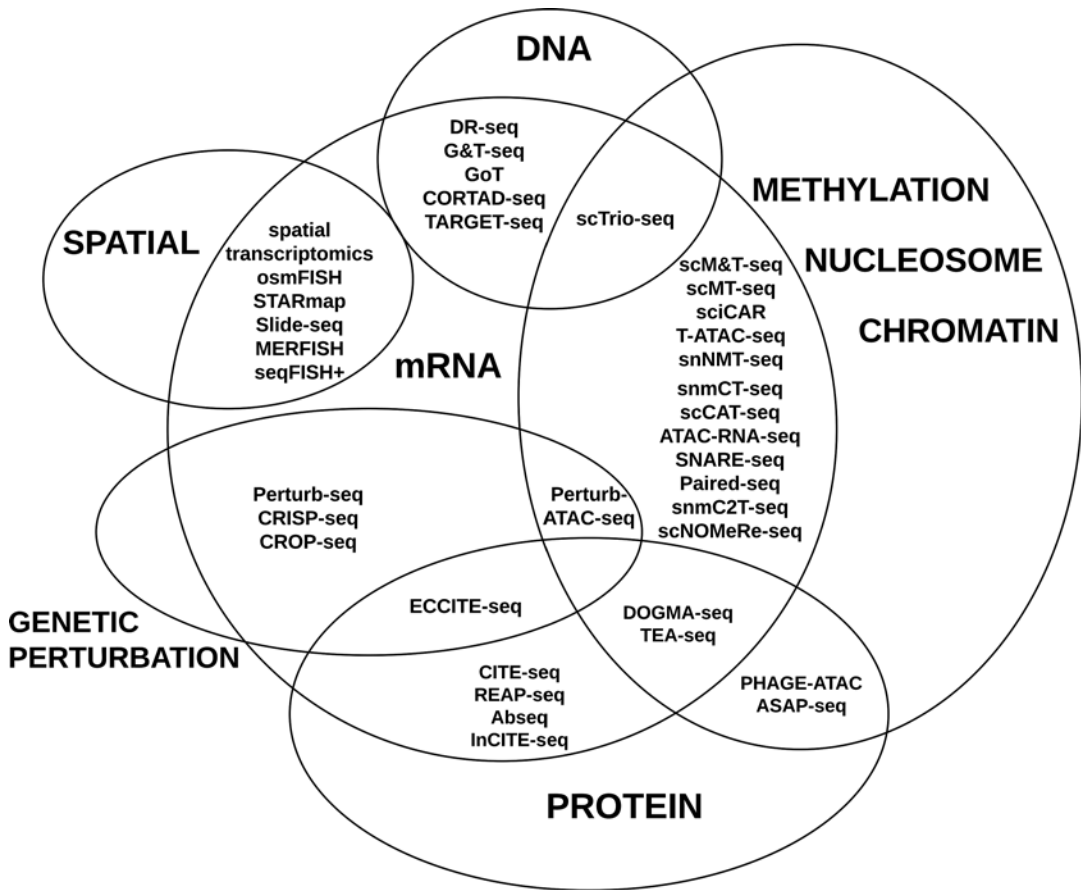 DNA
DR-seq
G&T-seq
GoT
CORTAD-seq
TARGET-seq
scTrio-seq
METHYLATION
NUCLEOSOME
CHROMATIN
SPATIAL
spatial
transcriptomics
osmFISH
STARmap
Slide-seq
MERFISH
seqFISH+
mRNA
scM&T-seq
scMT-seq
sciCAR
T-ATAC-seq
snNMT-seq
snmCT-seq
scCAT-seq
ATAC-RNA-seq
SNARE-seq
Paired-seq
snmC2T-seq
scNOMeRe-seq
Perturb-seq
CRISP-seq
CROP-seq
Perturb-
ATAC-seq
GENETIC
PERTURBATION
ECCITE-seq
DOGMA-seq
TEA-seq
CITE-seq
REAP-seq
Abseq
InCITE-seq
PHAGE-ATAC
ASAP-seq
PROTEIN